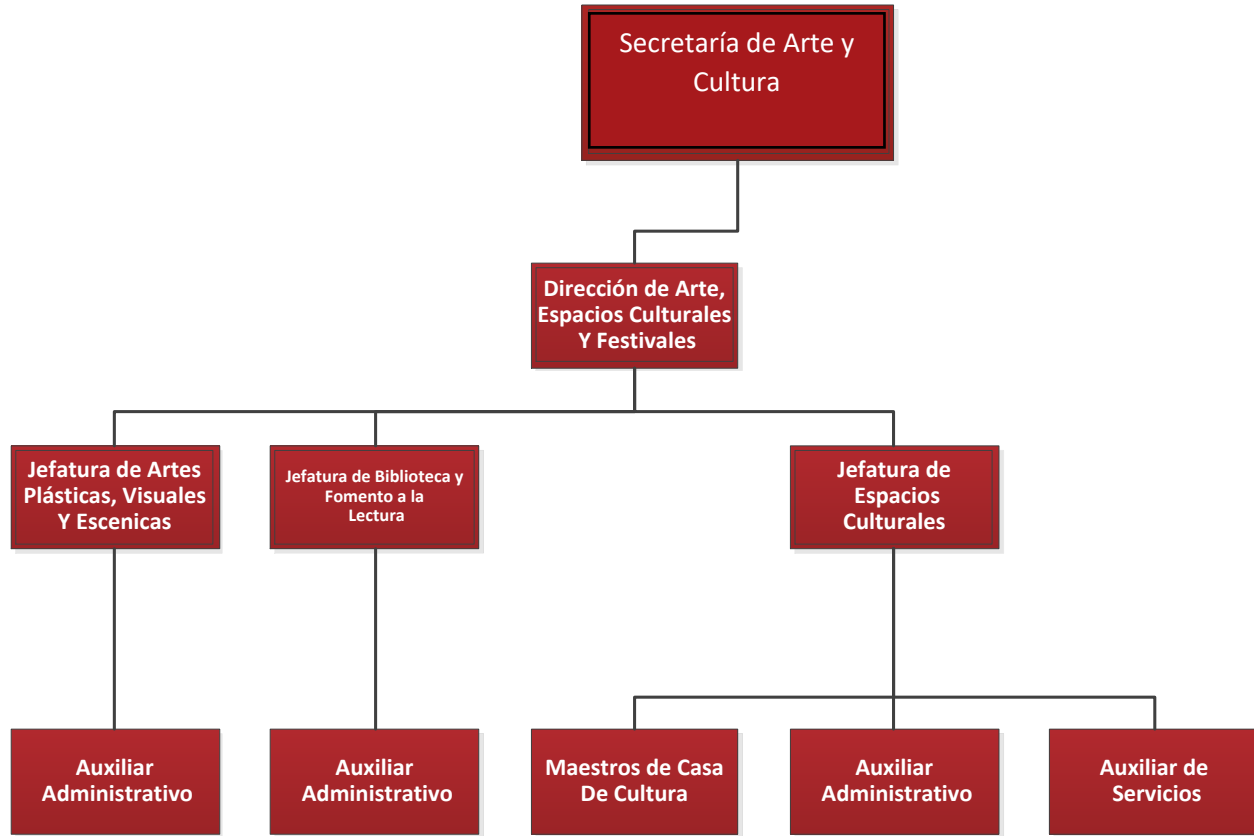 Secretaría de Arte y
Cultura
Dirección de Arte,
Espacios Culturales
Y Festivales
Jefatura de Artes
Plásticas, Visuales
Y Escenicas
Jefatura de Biblioteca y
Fomento a la
Lectura
Jefatura de
Espacios
Culturales
Auxiliar
Administrativo
Auxiliar
Administrativo
Maestros de Casa
De Cultura
Auxiliar
Administrativo
Auxiliar de
Servicios